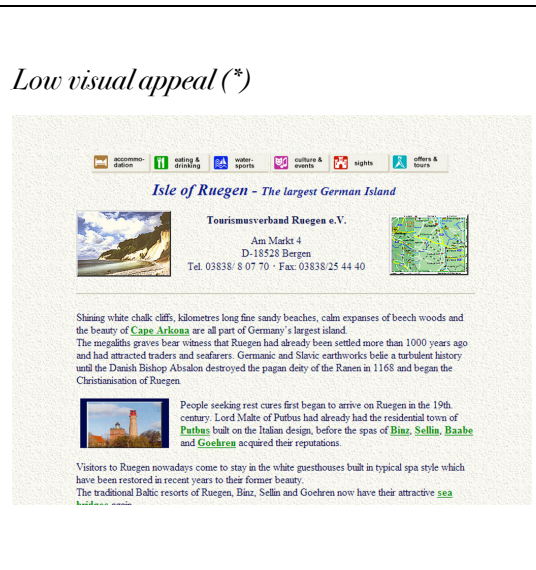 Low visual appeal (*)
accommo-
dation
eating &
drinking
water-
sports
culture &
events
sights
offers &
tours
Isle of Ruegen - The largest German Island
Tourismusverband Ruegen e.V.
Am Markt 4
D-18528 Bergen
Tel. 03838/ 8 07 70 · Fax: 03838/25 44 40
Shining white chalk cliffs, kilometres long fine sandy beaches, calm expanses of beech woods and
the beauty of Cape Arkona are all part of Germany´s largest island.
The megaliths graves bear witness that Ruegen had already been settled more than 1000 years ago
and had attracted traders and seafarers. Germanic and Slavic earthworks belie a turbulent history
until the Danish Bishop Absalon destroyed the pagan deity of the Ranen in 1168 and began the
Christianisation of Ruegen.
People seeking rest cures first began to arrive on Ruegen in the 19th.
century. Lord Malte of Putbus had already had the residential town of
Putbus built on the Italian design, before the spas of Binz, Sellin, Baabe
and Goehren acquired their reputations.
Visitors to Ruegen nowadays come to stay in the white guesthouses built in typical spa style which
have been restored in recent years to their former beauty.
The traditional Baltic resorts of Ruegen, Binz, Sellin and Goehren now have their attractive sea
bridges again